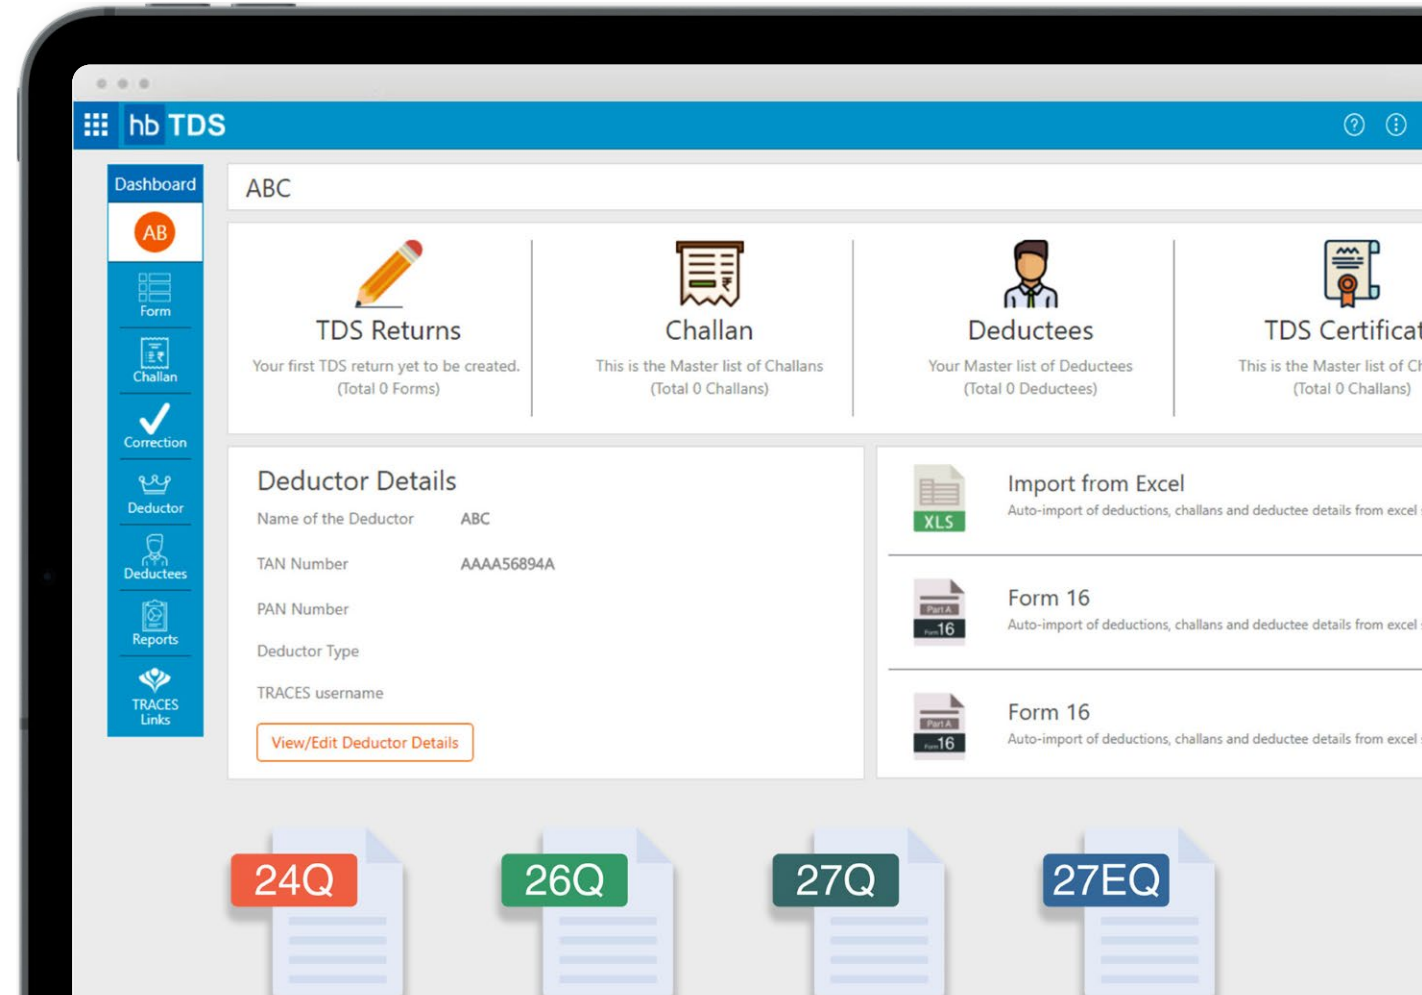 hb TDS
Dashboard
AB
Form
Challan
Correction
Deductor
Deductees
Reports
TRACES
Links
ABC
TDS Returns
Your first TDS return yet to be created.
(Total 0 Forms)
Challan
This is the Master list of Challans
(Total 0 Challans)
Deductees
Your Master list of Deductees
(Total 0 Deductees)
TDS Certificat
This is the Master list of Ch
(Total 0 Challans)
Deductor Details
Name of the Deductor ABC
TAN Number AAAA56894A
PAN Number
Deductor Type
TRACES username
View/Edit Deductor Details
XLS
Import from Excel
Auto-import of deductions, challans and deductee details from excel
Part A
Form 16
Form 16
Auto-import of deductions, challans and deductee details from excel
Part A
Form 16
Form 16
Auto-import of deductions, challans and deductee details from excel
24Q
26Q
27Q
27EQ